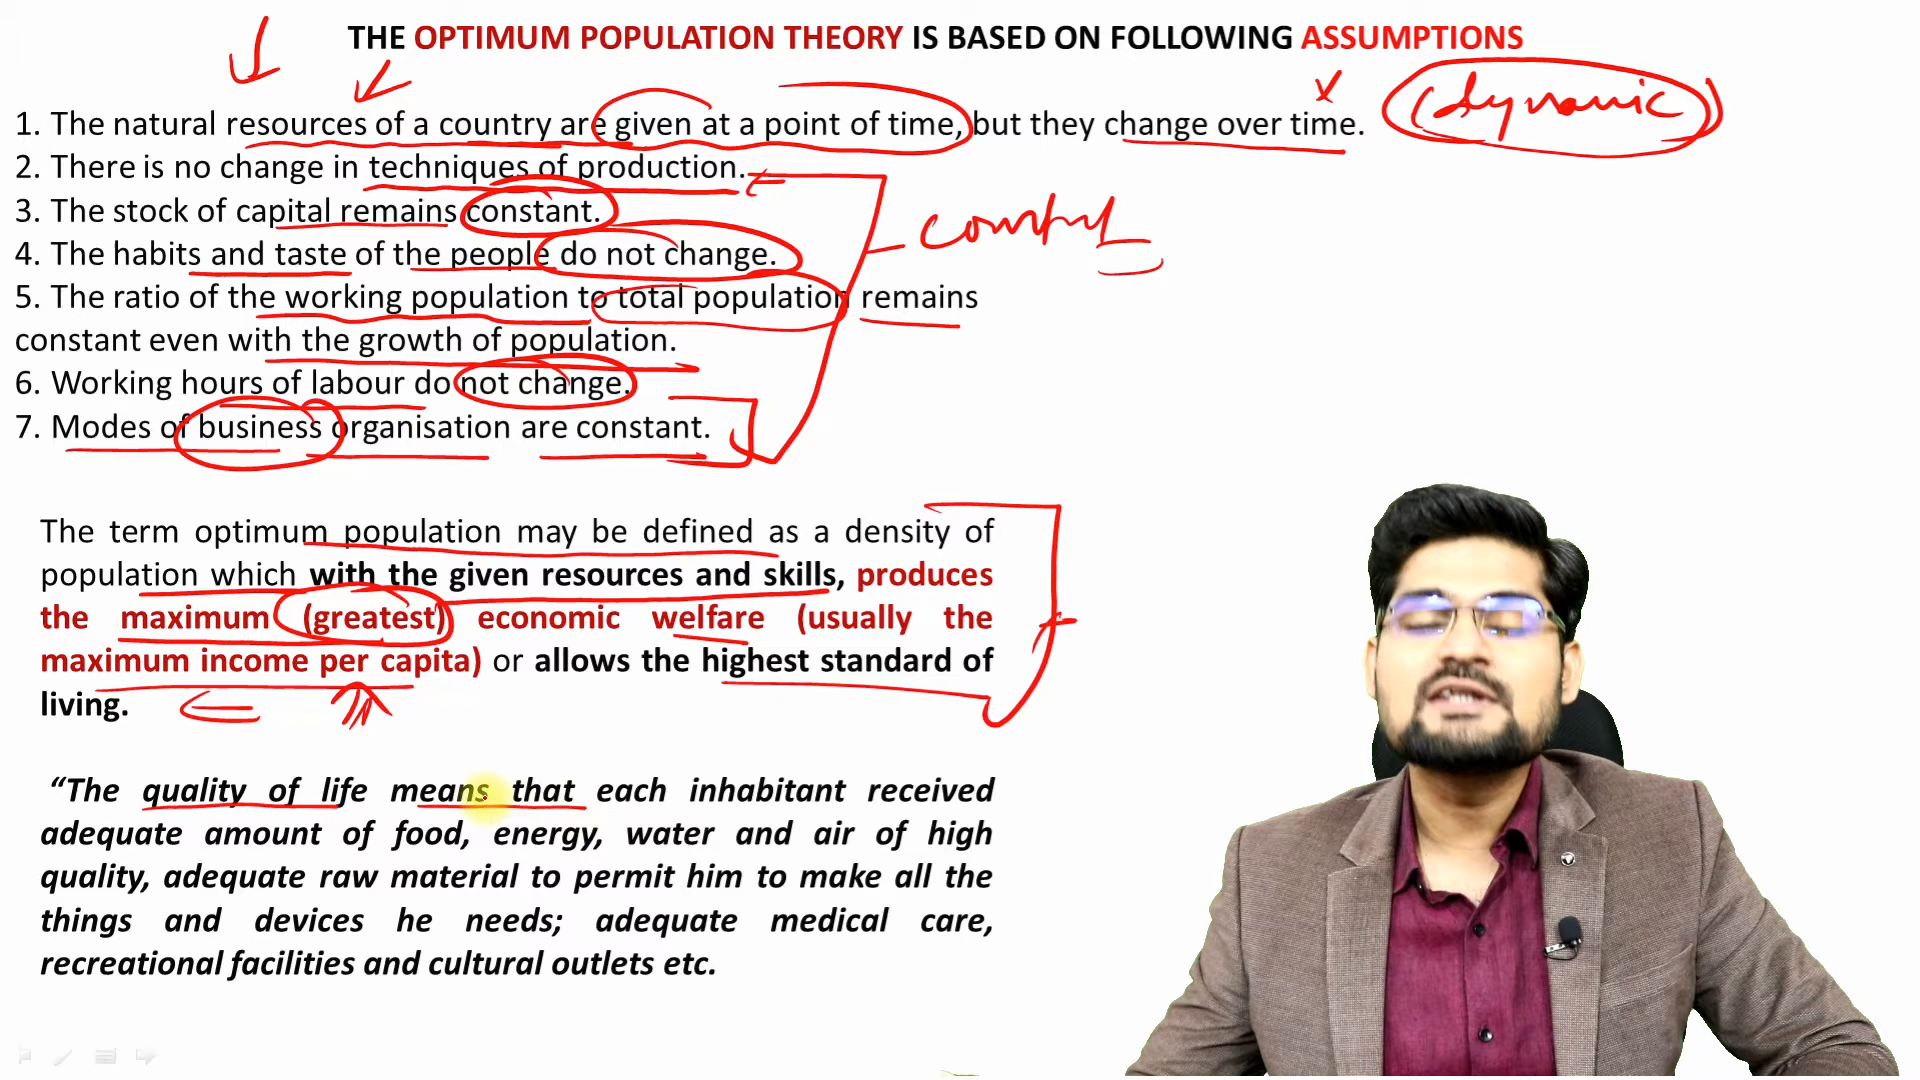 THE OPTIMUM POPULATION THEORY IS BASED ON FOLLOWING ASSUMPTIONS
1. The natural resources of a country are given at a point of time, but they change over time. (dynamic)
2. There is no change in techniques of production.
3. The stock of capital remains constant.
4. The habits and taste of the people do not change.
5. The ratio of the working population to total population remains
constant even with the growth of population.
6. Working hours of labour do not change.
7. Modes of business organisation are constant.
The term optimum population may be defined as a density of
population which with the given resources and skills, produces
the maximum (greatest) economic welfare (usually the
maximum income per capita) or allows the highest standard of
living.
“The quality of life means that each inhabitant received
adequate amount of food, energy, water and air of high
quality, adequate raw material to permit him to make all the
things and devices he needs; adequate medical care,
recreational facilities and cultural outlets etc.